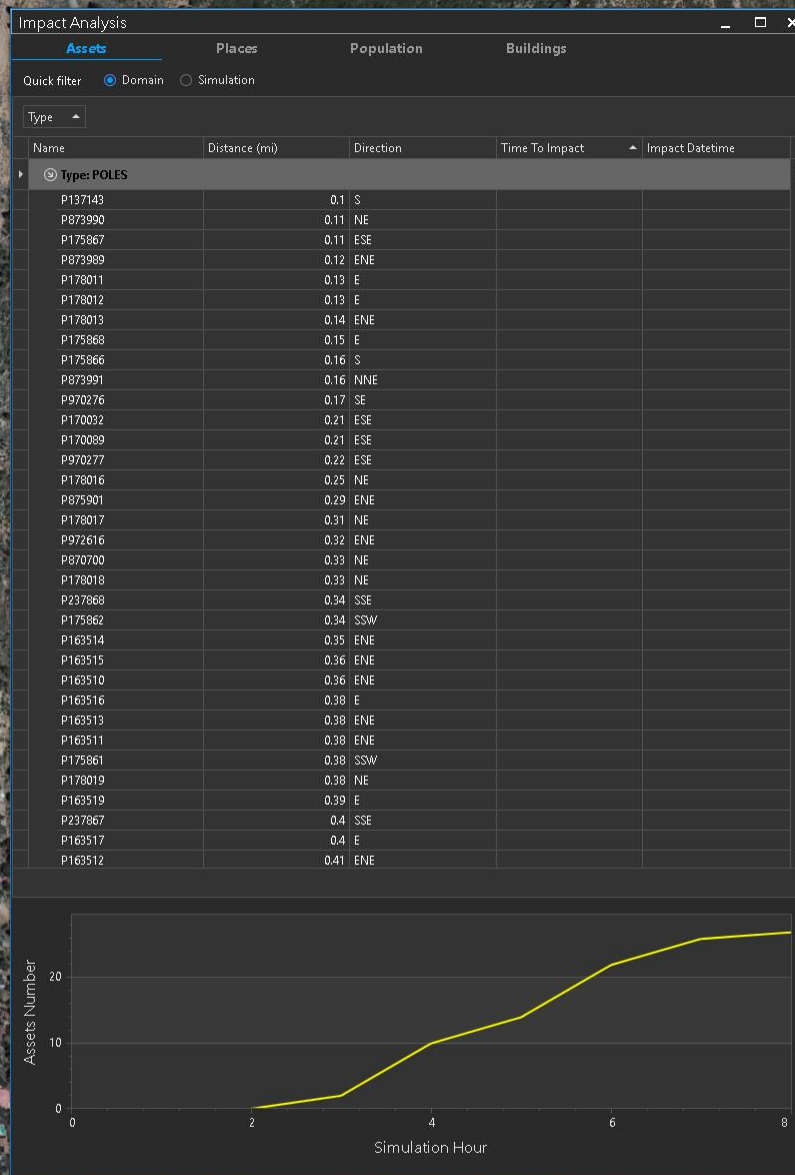 Impact Analysis
Assets Places Population Buildings
Quick filter Domain Simulation
Type
Name Distance (mi) Direction Time To Impact Impact Datetime
Type: POLES
P137143 0.1 S
P873990 0.11 NE
P175867 0.11 ESE
P873989 0.12 ENE
P178011 0.13 E
P178012 0.13 E
P178013 0.14 ENE
P175868 0.15 E
P175866 0.16 S
P873991 0.16 NNE
P970276 0.17 SE
P170032 0.21 ESE
P170089 0.21 ESE
P970277 0.22 ESE
P178016 0.25 NE
P875901 0.29 ENE
P178017 0.31 NE
P972616 0.32 ENE
P870700 0.33 NE
P178018 0.33 NE
P237868 0.34 SSE
P175862 0.34 SSW
P163514 0.35 ENE
P163515 0.36 ENE
P163510 0.36 ENE
P163516 0.38 E
P163513 0.38 ENE
P163511 0.38 ENE
P175861 0.38 SSW
P178019 0.38 NE
P163519 0.39 E
P237867 0.4 SSE
P163517 0.4 E
P163512 0.41 ENE
Assets Number
20
10
0
0 2 4 6 8
Simulation Hour